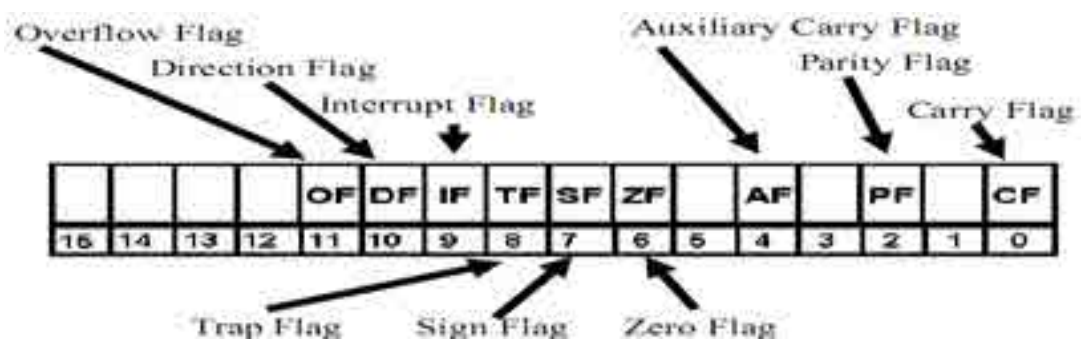 Overflow Flag
Auxiliary Carry Flag
Direction Flag
Parity Flag
Interrupt Flag
Carry Flag
OF DF IF TF SF ZF AF PF CF
15 14 13 12 11 10 9 8 7 6 5 4 3 2 1 0
Trap Flag Sign Flag Zero Flag